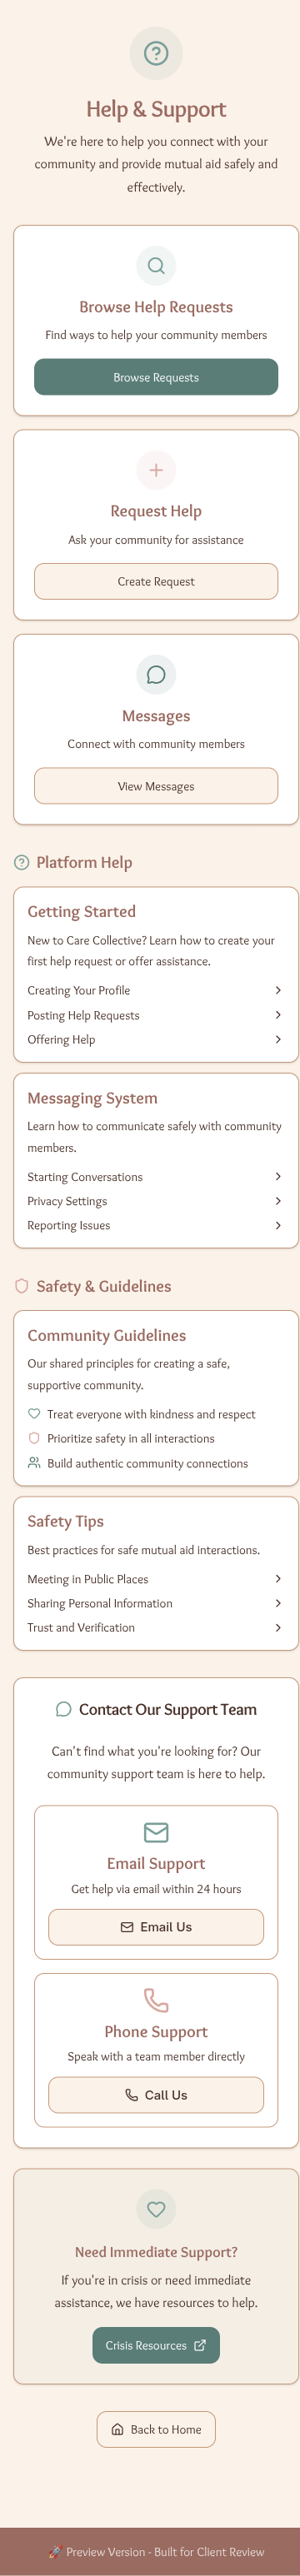 Help & Support
We're here to help you connect with your
community and provide mutual aid safely and
effectively.
Browse Help Requests
Find ways to help your community members
Browse Requests
Request Help
Ask your community for assistance
Create Request
Messages
Connect with community members
View Messages
Platform Help
Getting Started
New to Care Collective? Learn how to create your
first help request or offer assistance.
Creating Your Profile
Posting Help Requests
Offering Help
Messaging System
Learn how to communicate safely with community
members.
Starting Conversations
Privacy Settings
Reporting Issues
Safety & Guidelines
Community Guidelines
Our shared principles for creating a safe,
supportive community.
Treat everyone with kindness and respect
Prioritize safety in all interactions
Build authentic community connections
Safety Tips
Best practices for safe mutual aid interactions.
Meeting in Public Places
Sharing Personal Information
Trust and Verification
Contact Our Support Team
Can't find what you're looking for? Our
community support team is here to help.
Email Support
Get help via email within 24 hours
Email Us
Phone Support
Speak with a team member directly
Call Us
Need Immediate Support?
If you're in crisis or need immediate
assistance, we have resources to help.
Crisis Resources
Back to Home
🚀 Preview Version - Built for Client Review